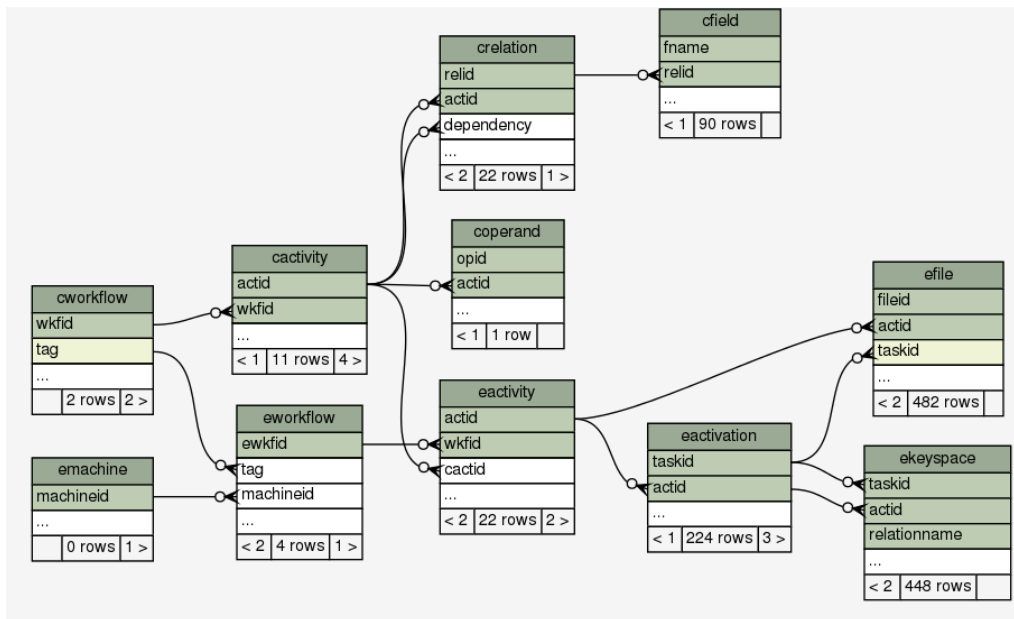 cfield
fname
relid
...
< 1 90 rows
crelation
relid
actid
dependency
...
< 2 22 rows 1 >
coperand
opid
actid
...
< 1 1 row
cactivity
actid
wkfid
...
< 1 11 rows 4 >
cworkflow
wkfid
tag
...
2 rows 2 >
efile
fileid
actid
taskid
...
< 2 482 rows
eactivity
actid
wkfid
cactid
...
< 2 22 rows 2 >
eworkflow
ewkfid
tag
machineid
...
< 2 4 rows 1 >
emachine
machineid
...
0 rows 1 >
eactivation
taskid
actid
...
< 1 224 rows 3 >
ekeyspace
taskid
actid
relationname
...
< 2 448 rows